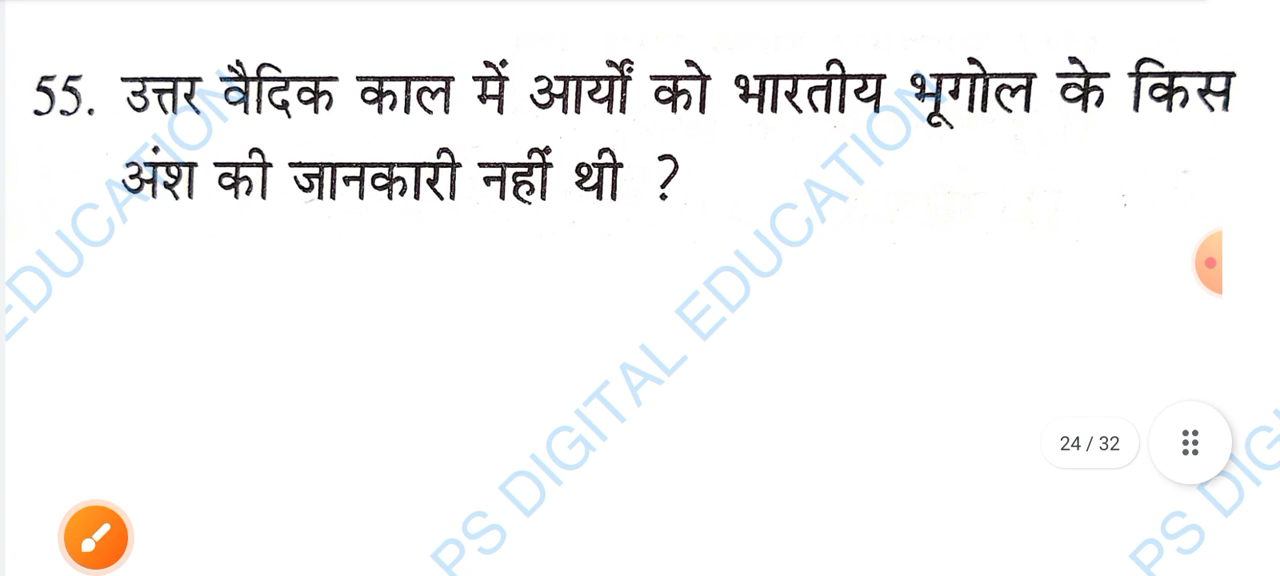 55. उत्तर वैदिक काल में आर्यों को भारतीय भूगोल के किस
अंश की जानकारी नहीं थी ?
EDUCATION
PS DIGITAL EDUCATION
24 / 32
PS DIG